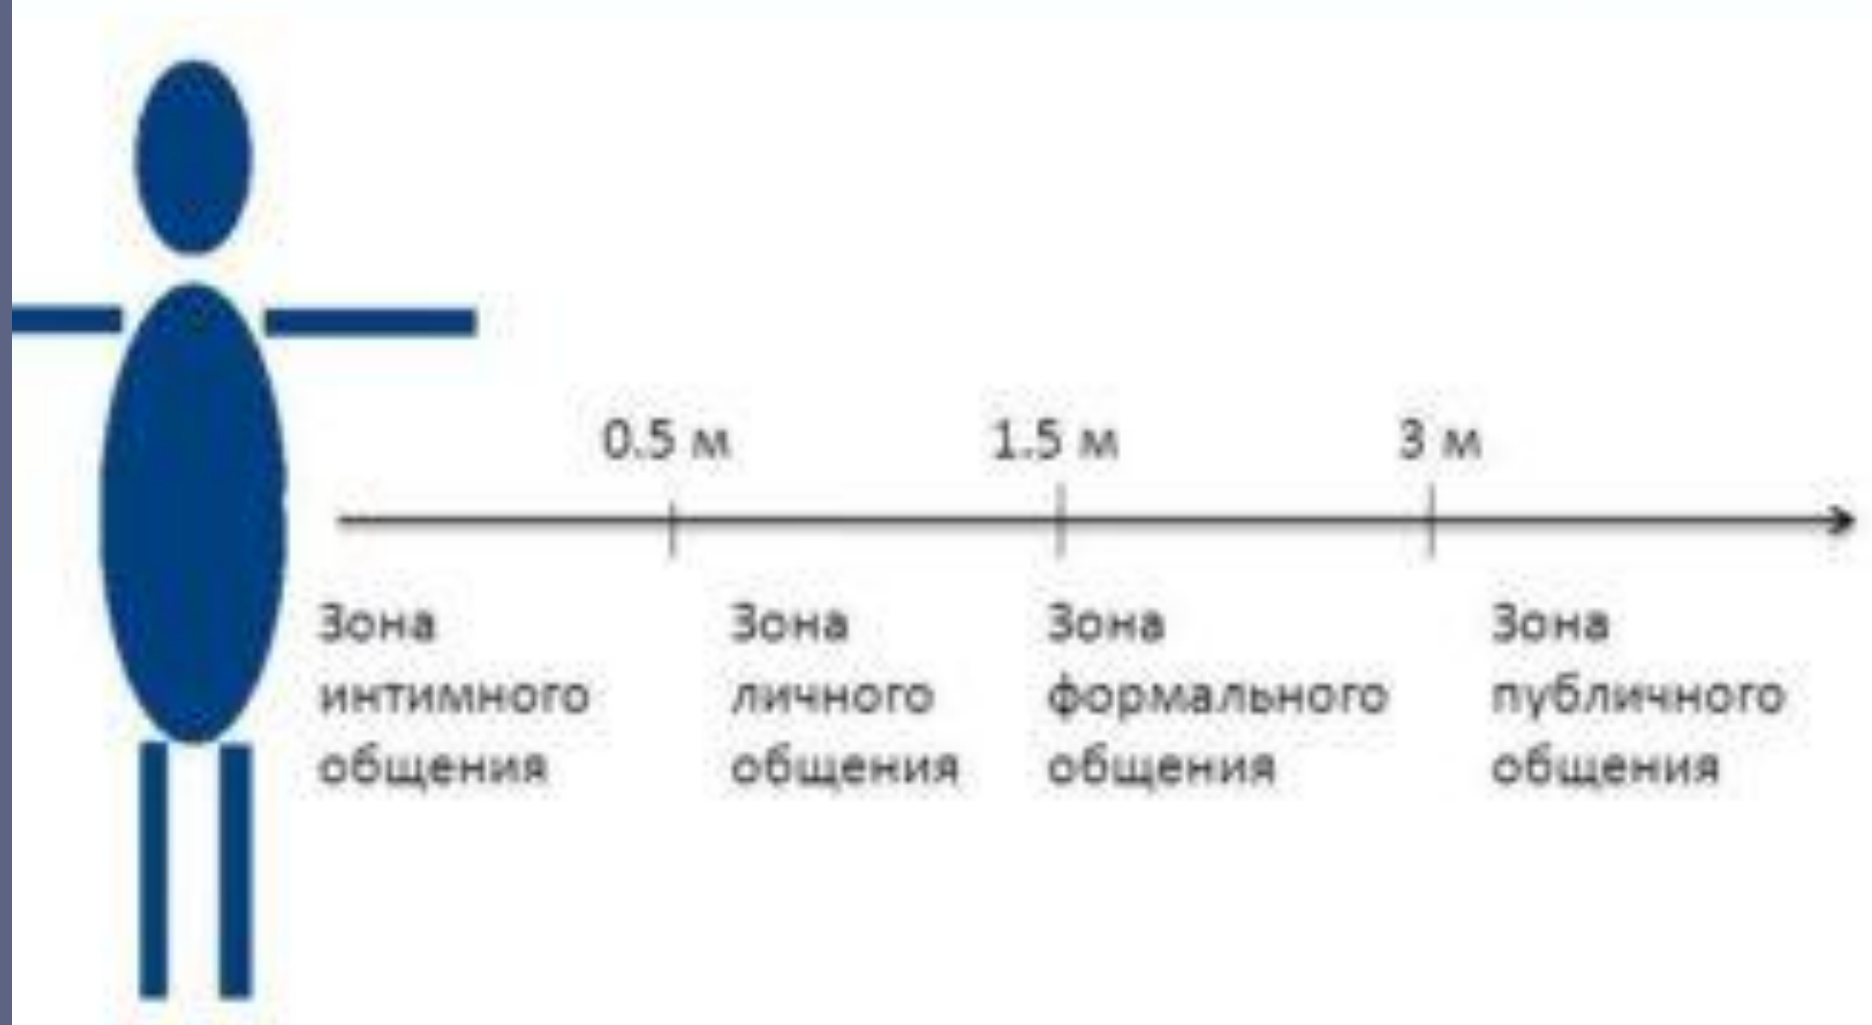 0.5 м 1.5 м 3 м
Зона
интимного
общения
Зона
личного
общения
Зона
формального
общения
Зона
публичного
общения